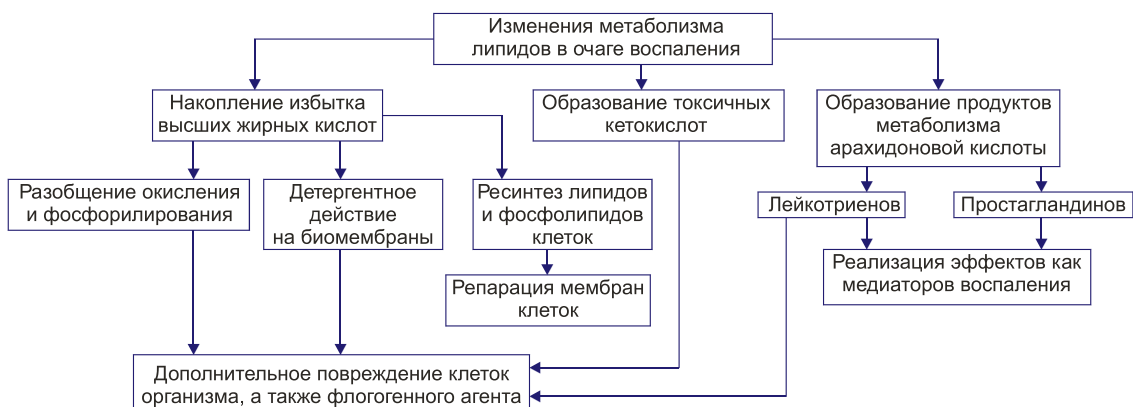 Изменения метаболизма
липидов в очаге воспаления
Накопление избытка
высших жирных кислот
Образование токсичных
кетокислот
Образование продуктов
метаболизма
арахидоновой кислоты
Разобщение окисления
и фосфорилирования
Детергентное
действие
на биомембраны
Ресинтез липидов
и фосфолипидов
клеток
Лейкотриенов
Простагландинов
Репарация мембран
клеток
Реализация эффектов как
медиаторов воспаления
Дополнительное повреждение клеток
организма, а также флогогенного агента